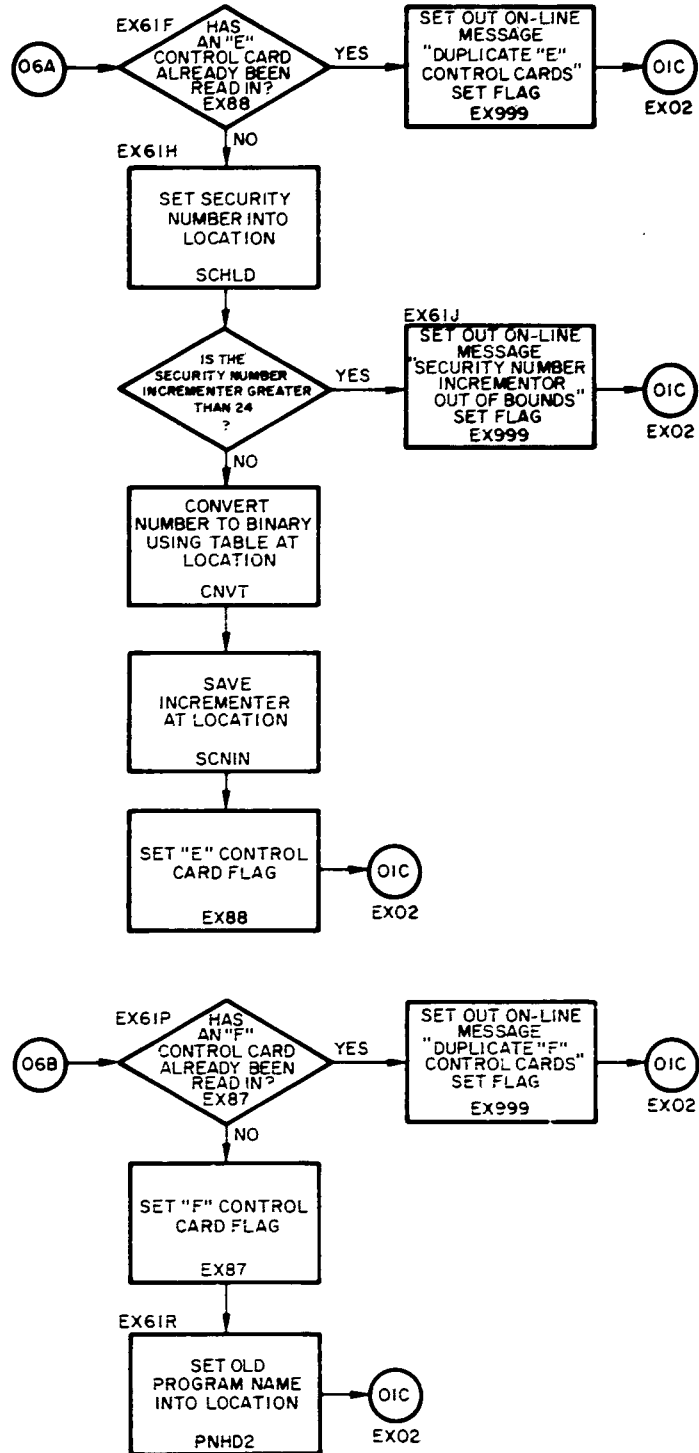 EX61F
HAS
AN "E"
CONTROL CARD
ALREADY BEEN
READ IN?
EX88
06A
YES
SET OUT ON-LINE
MESSAGE
"DUPLICATE "E"
CONTROL CARDS"
SET FLAG
EX999
01C
EX02
NO
EX61H
SET SECURITY
NUMBER INTO
LOCATION
SCHLD
IS THE
SECURITY NUMBER
INCREMENTER GREATER
THAN 24
?
YES
EX61J
SET OUT ON-LINE
MESSAGE
"SECURITY NUMBER
INCREMENTOR
OUT OF BOUNDS"
SET FLAG
EX999
01C
EX02
NO
CONVERT
NUMBER TO BINARY
USING TABLE AT
LOCATION
CNVT
SAVE
INCREMENTER
AT LOCATION
SCNIN
SET "E" CONTROL
CARD FLAG
EX88
01C
EX02
EX61P
HAS
AN "F"
CONTROL CARD
ALREADY BEEN
READ IN?
EX87
06B
YES
SET OUT ON-LINE
MESSAGE
"DUPLICATE "F"
CONTROL CARDS"
SET FLAG
EX999
01C
EX02
NO
SET "F" CONTROL
CARD FLAG
EX87
EX61R
SET OLD
PROGRAM NAME
INTO LOCATION
PNHD2
01C
EX02